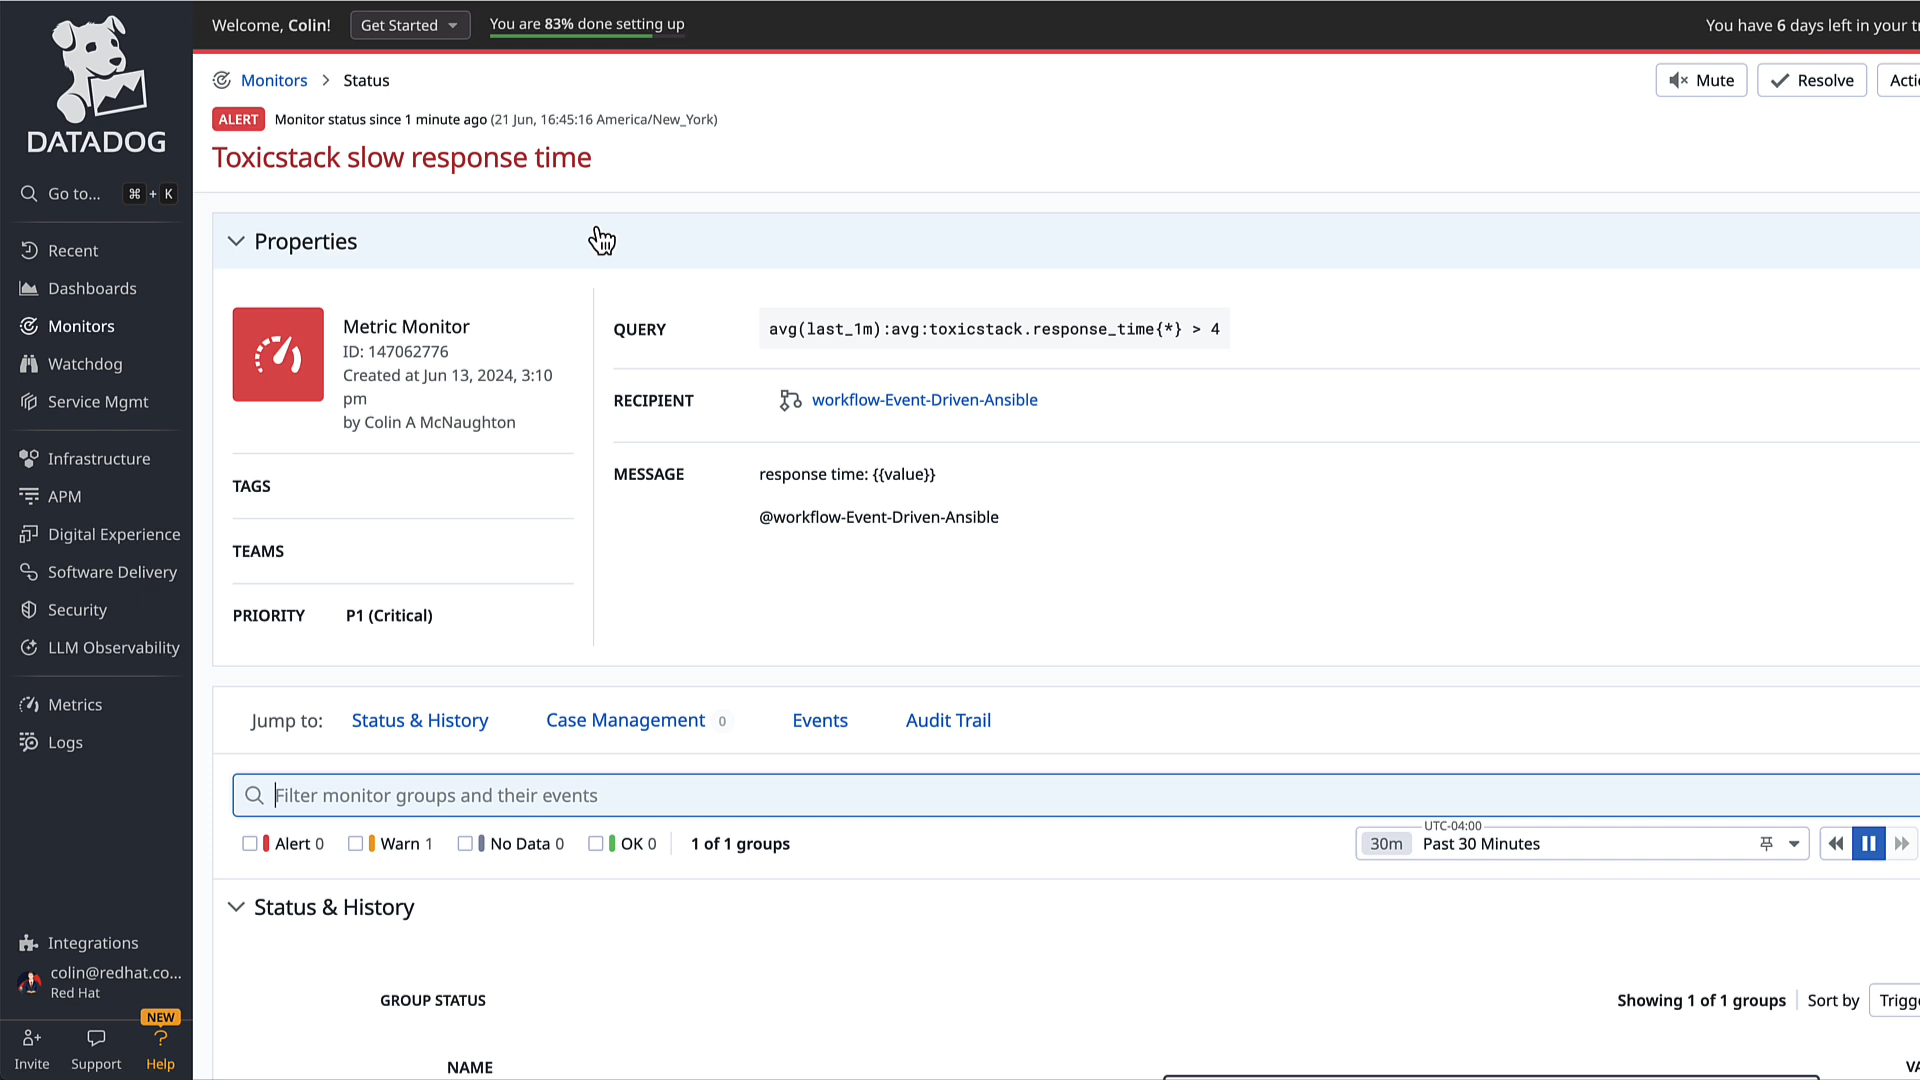 Welcome, Colin!
Get Started
You are 83% done setting up
You have 6 days left in your tr
DATADOG
Go to...
⌘ + K
Recent
Dashboards
Monitors
Watchdog
Service Mgmt
Infrastructure
APM
Digital Experience
Software Delivery
Security
LLM Observability
Metrics
Logs
Integrations
colin@redhat.co...
Red Hat
NEW
Invite
Support
Help
Monitors > Status
Mute
Resolve
Actio
ALERT Monitor status since 1 minute ago (21 Jun, 16:45:16 America/New_York)
Toxicstack slow response time
Properties
Metric Monitor
ID: 147062776
Created at Jun 13, 2024, 3:10
pm
by Colin A McNaughton
TAGS
TEAMS
PRIORITY P1 (Critical)
QUERY avg(last_1m):avg:toxicstack.response_time{*} > 4
RECIPIENT workflow-Event-Driven-Ansible
MESSAGE response time: {{value}}
@workflow-Event-Driven-Ansible
Jump to: Status & History Case Management 0 Events Audit Trail
Filter monitor groups and their events
Alert 0 Warn 1 No Data 0 OK 0 1 of 1 groups
UTC-04:00
30m Past 30 Minutes
Status & History
GROUP STATUS
Showing 1 of 1 groups Sort by Trigge
NAME
VA